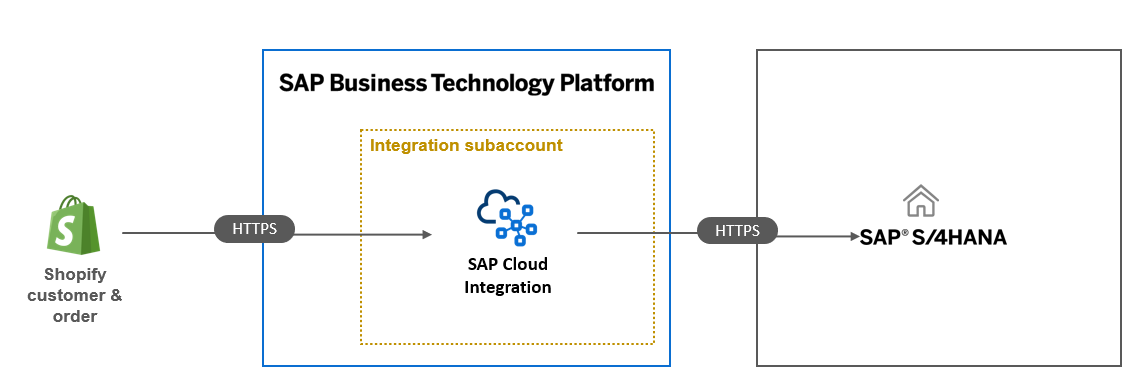 SAP Business Technology Platform
Integration subaccount
HTTPS
HTTPS
SAP® S/4HANA
SAP Cloud
Integration
Shopify
customer &
order